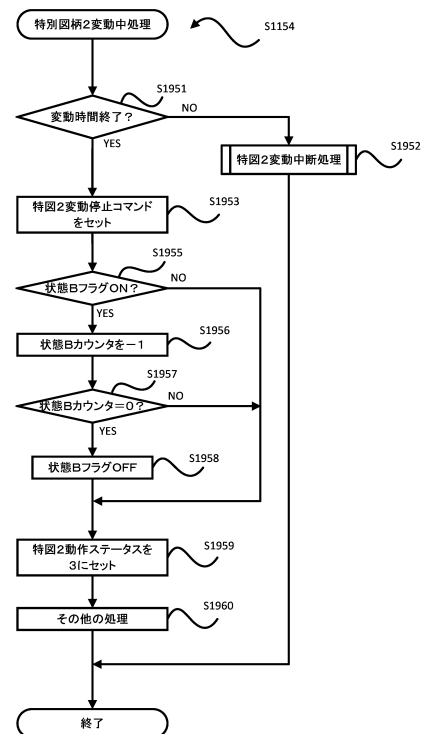 特別図柄２変動中処理
S1154
S1951
変動時間終了？
NO
YES
特図２変動中断処理
S1952
特図２変動停止コマンド
をセット
S1953
S1955
状態ＢフラグＯＮ？
NO
YES
状態Ｂカウンタを－１
S1956
S1957
状態Ｂカウンタ＝０？
NO
YES
状態ＢフラグＯＦＦ
S1958
特図２動作ステータスを
３にセット
S1959
その他の処理
S1960
終了